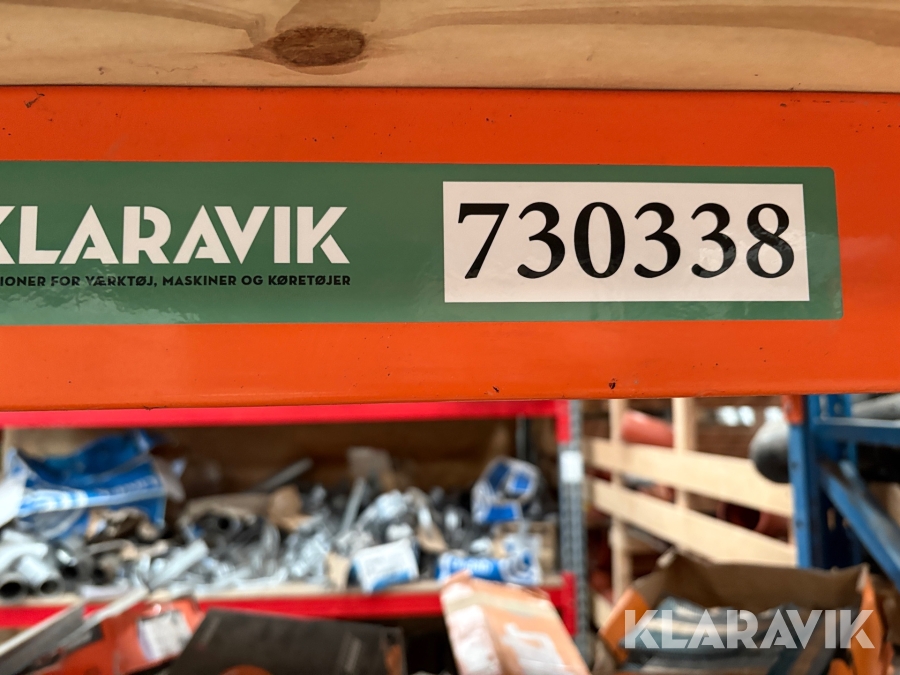 KLARAVIK
IONER FOR VÆRKTØJ, MASKINER OG KØRETØJER
730338
KLARAVIK